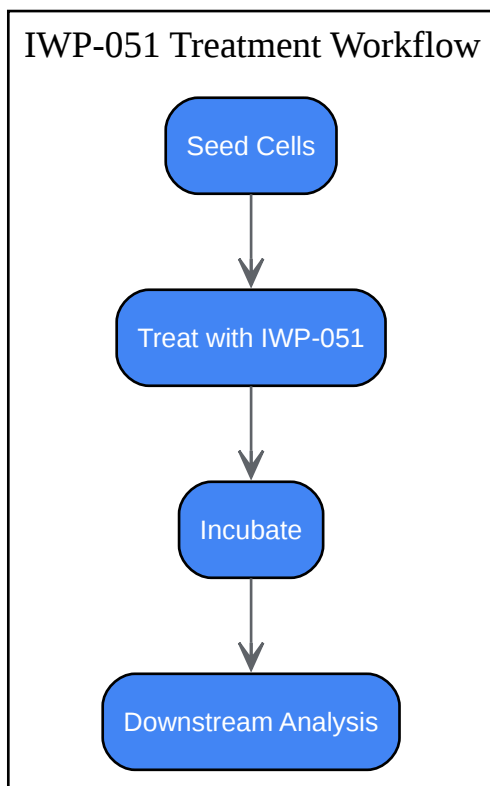 IWP-051 Treatment Workflow
Seed Cells
Treat with IWP-051
Incubate
Downstream Analysis